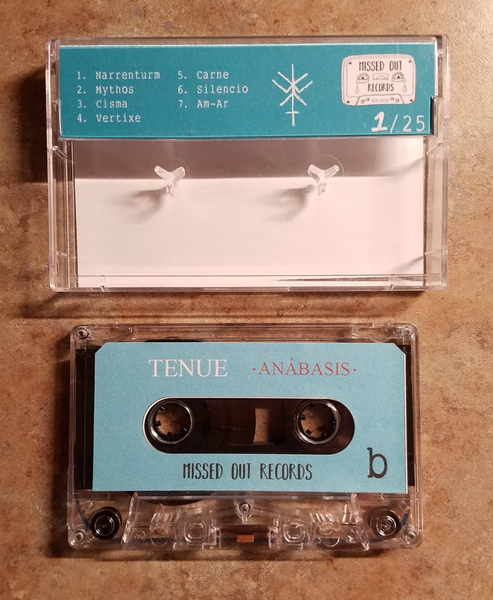 1. Narrenturm
2. Mythos
3. Cisma
4. Vertixe
5. Carne
6. Silencio
7. Am-Ar
MISSED OUT
RECORDS
1/25
TENUE ·ANÁBASIS·
MISSED OUT RECORDS
b